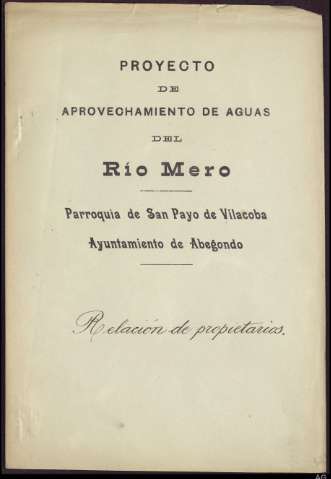 PROYECTO
DE
APROVECHAMIENTO DE AGUAS
DEL
Río Mero
Parroquia de San Payo de Vilacoba
Ayuntamiento de Abegondo
Relación de propietarios.
AG